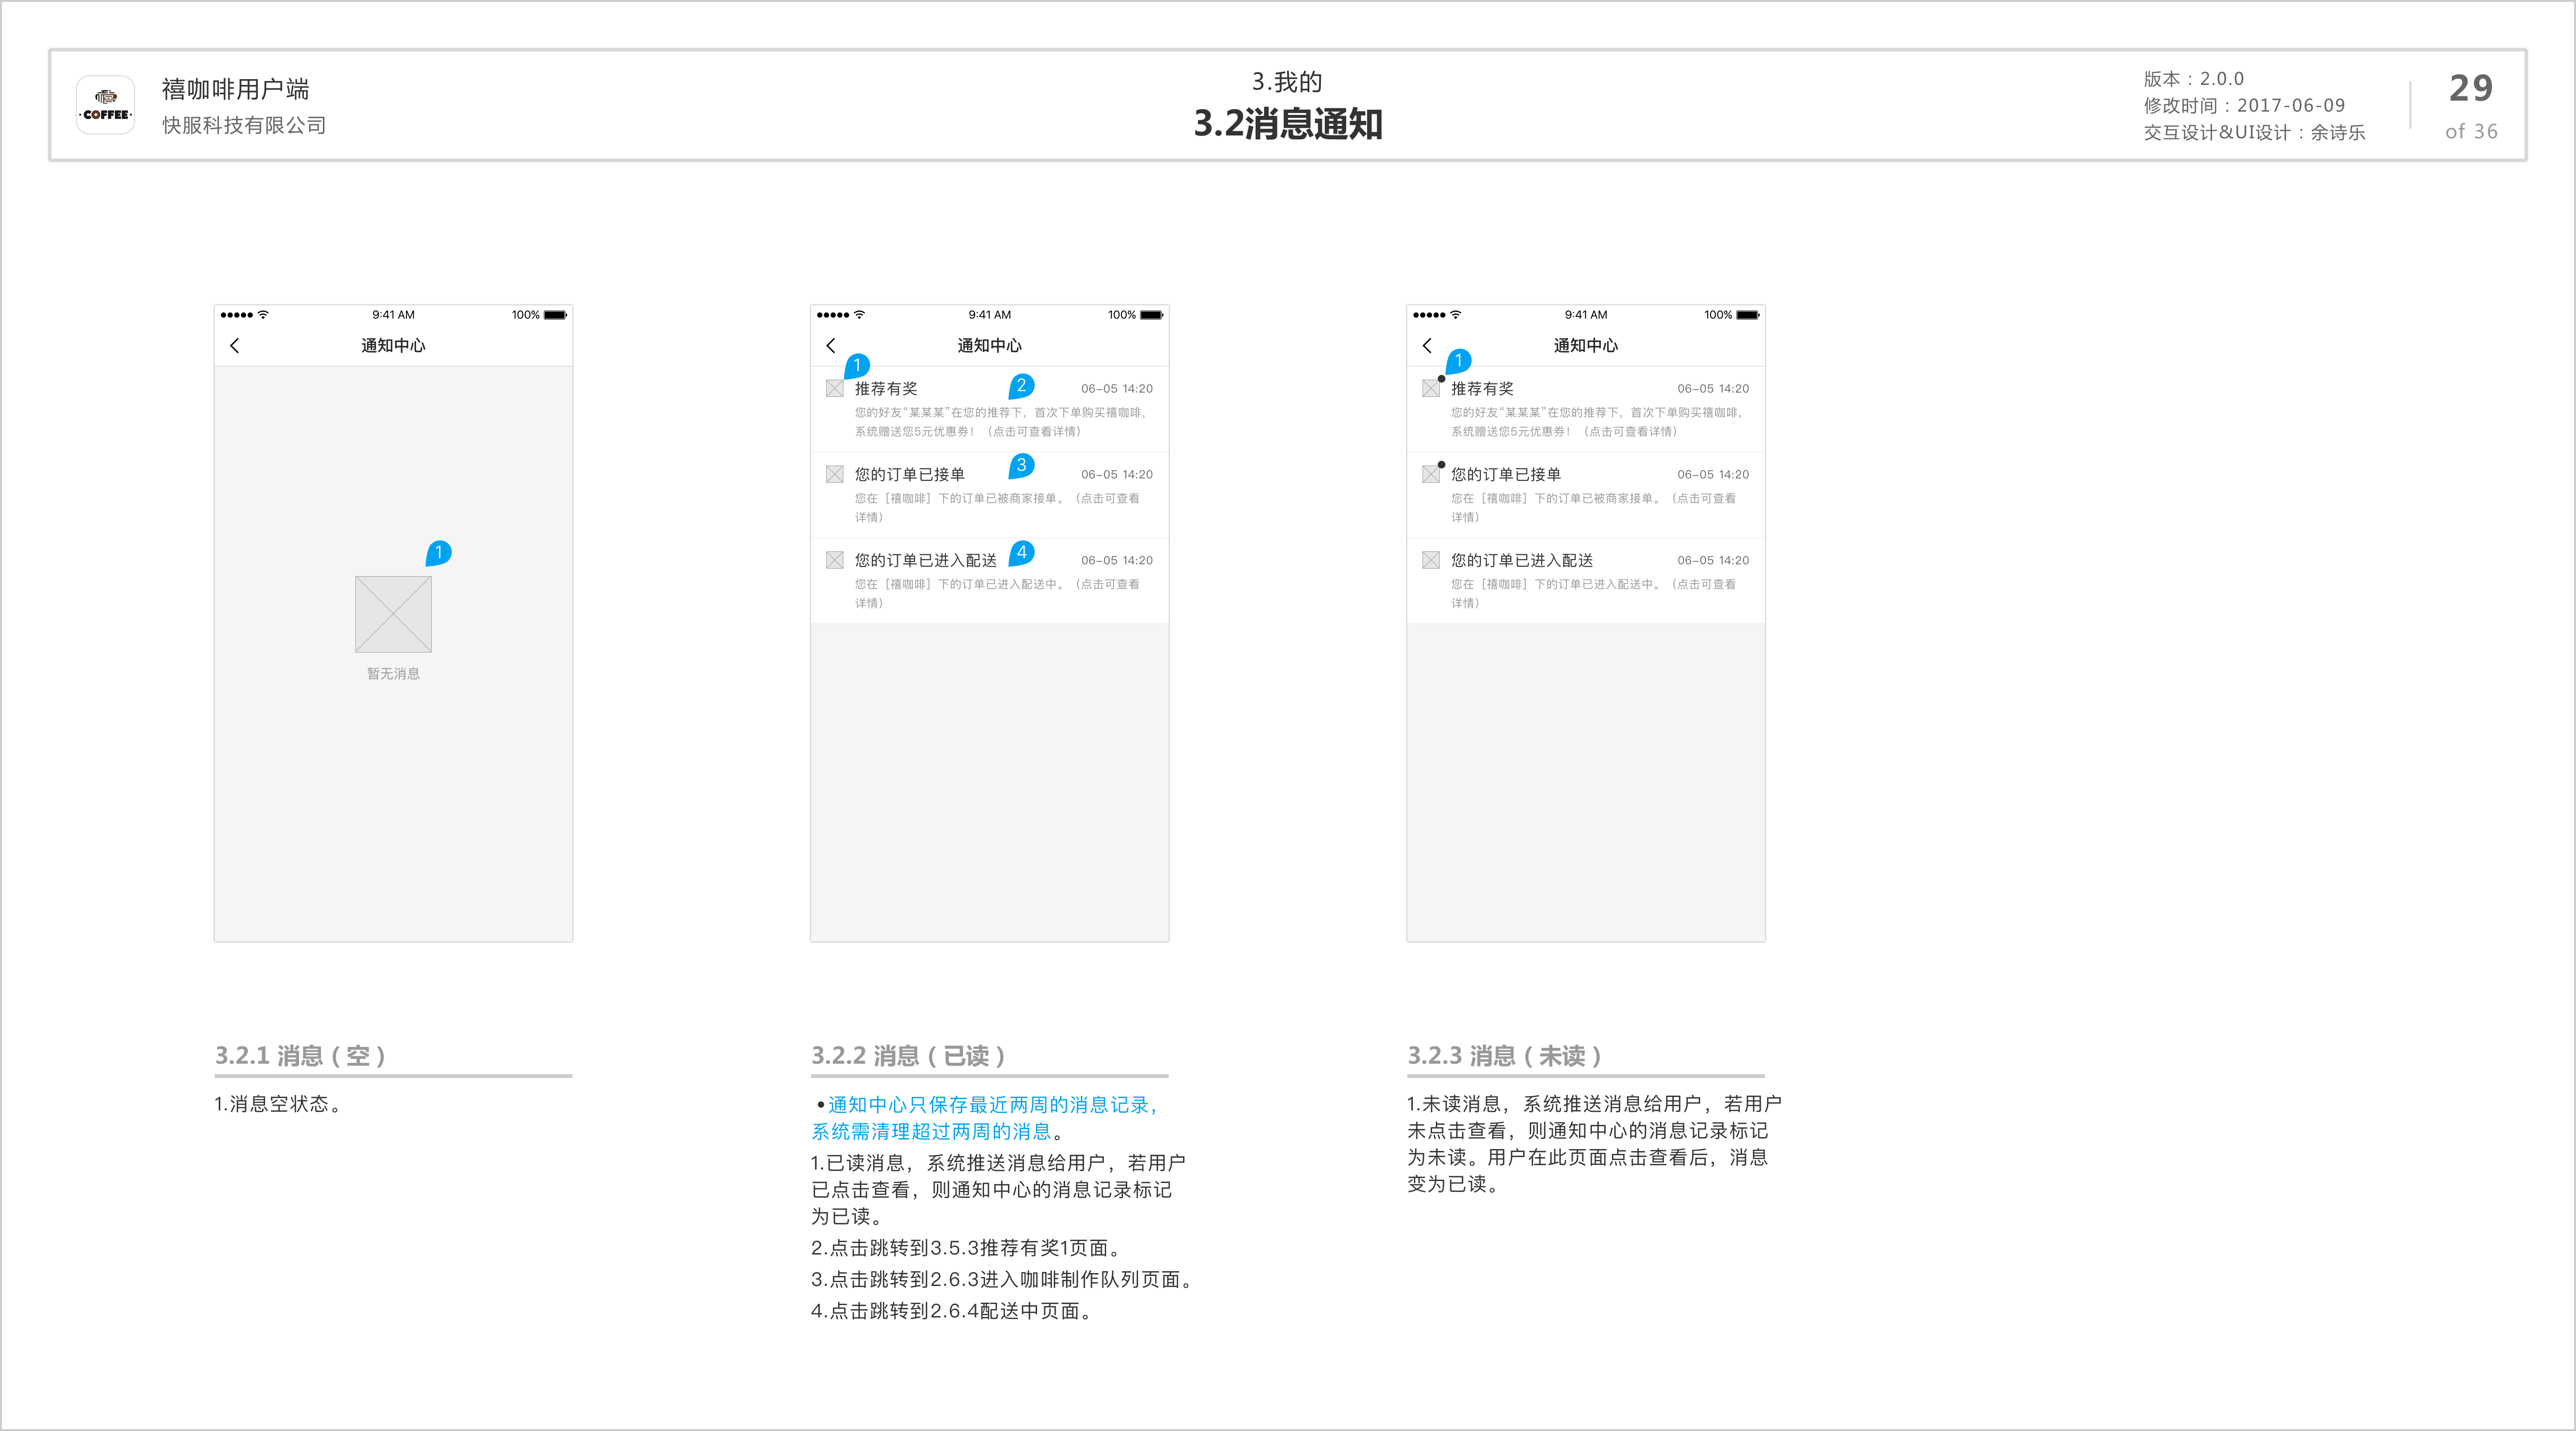 COFFEE
禧咖啡用户端
快服科技有限公司
3.我的
3.2消息通知
版本：2.0.0
修改时间：2017-06-09
交互设计&UI设计：余诗乐
29
of 36
9:41 AM
100%
通知中心
1
暂无消息
9:41 AM
100%
通知中心
1
推荐有奖
2
06-05 14:20
您的好友“某某某”在您的推荐下，首次下单购买禧咖啡，
系统赠送您5元优惠券！（点击可查看详情）
您的订单已接单
3
06-05 14:20
您在［禧咖啡］下的订单已被商家接单。（点击可查看
详情）
您的订单已进入配送
4
06-05 14:20
您在［禧咖啡］下的订单已进入配送中。（点击可查看
详情）
9:41 AM
100%
通知中心
1
推荐有奖
06-05 14:20
您的好友“某某某”在您的推荐下，首次下单购买禧咖啡，
系统赠送您5元优惠券！（点击可查看详情）
您的订单已接单
06-05 14:20
您在［禧咖啡］下的订单已被商家接单。（点击可查看
详情）
您的订单已进入配送
06-05 14:20
您在［禧咖啡］下的订单已进入配送中。（点击可查看
详情）
3.2.1 消息（空）
1.消息空状态。
3.2.2 消息（已读）
•通知中心只保存最近两周的消息记录，
系统需清理超过两周的消息。
1.已读消息，系统推送消息给用户，若用户
已点击查看，则通知中心的消息记录标记
为已读。
2.点击跳转到3.5.3推荐有奖1页面。
3.点击跳转到2.6.3进入咖啡制作队列页面。
4.点击跳转到2.6.4配送中页面。
3.2.3 消息（未读）
1.未读消息，系统推送消息给用户，若用户
未点击查看，则通知中心的消息记录标记
为未读。用户在此页面点击查看后，消息
变为已读。